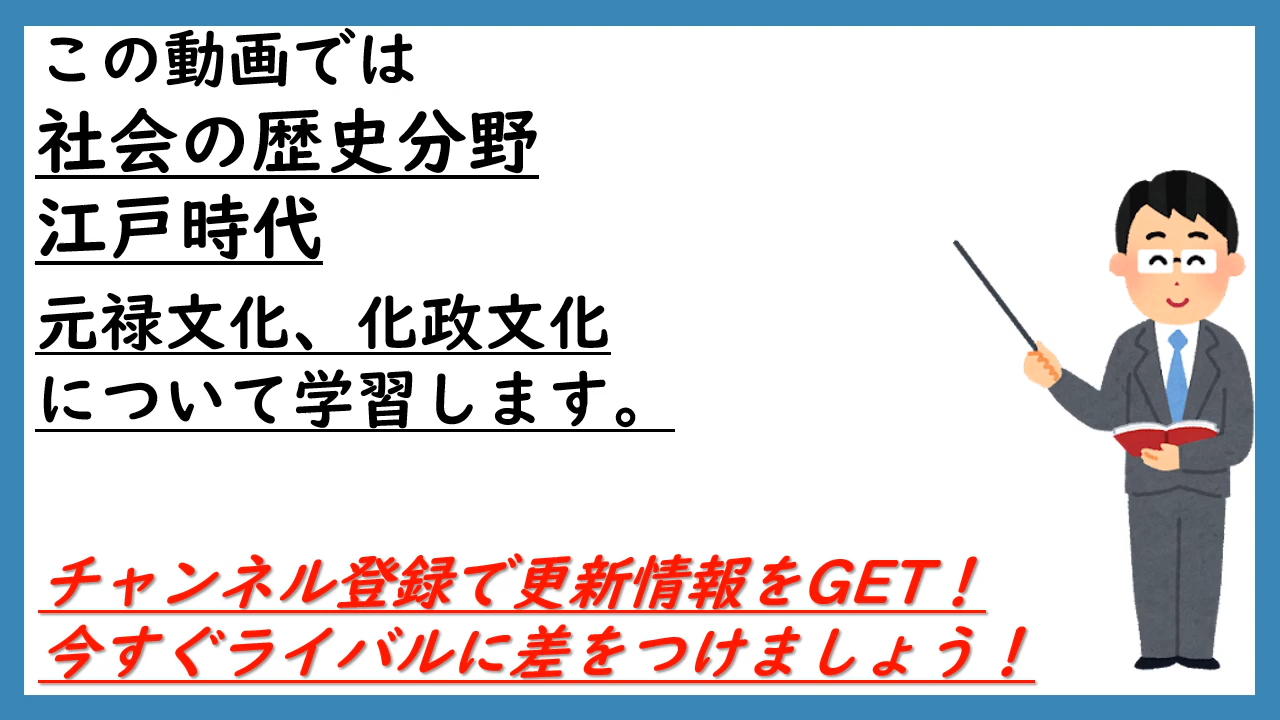 この動画では
社会の歴史分野
江戸時代
元禄文化、化政文化
について学習します。
チャンネル登録で更新情報をGET！
今すぐライバルに差をつけましょう！